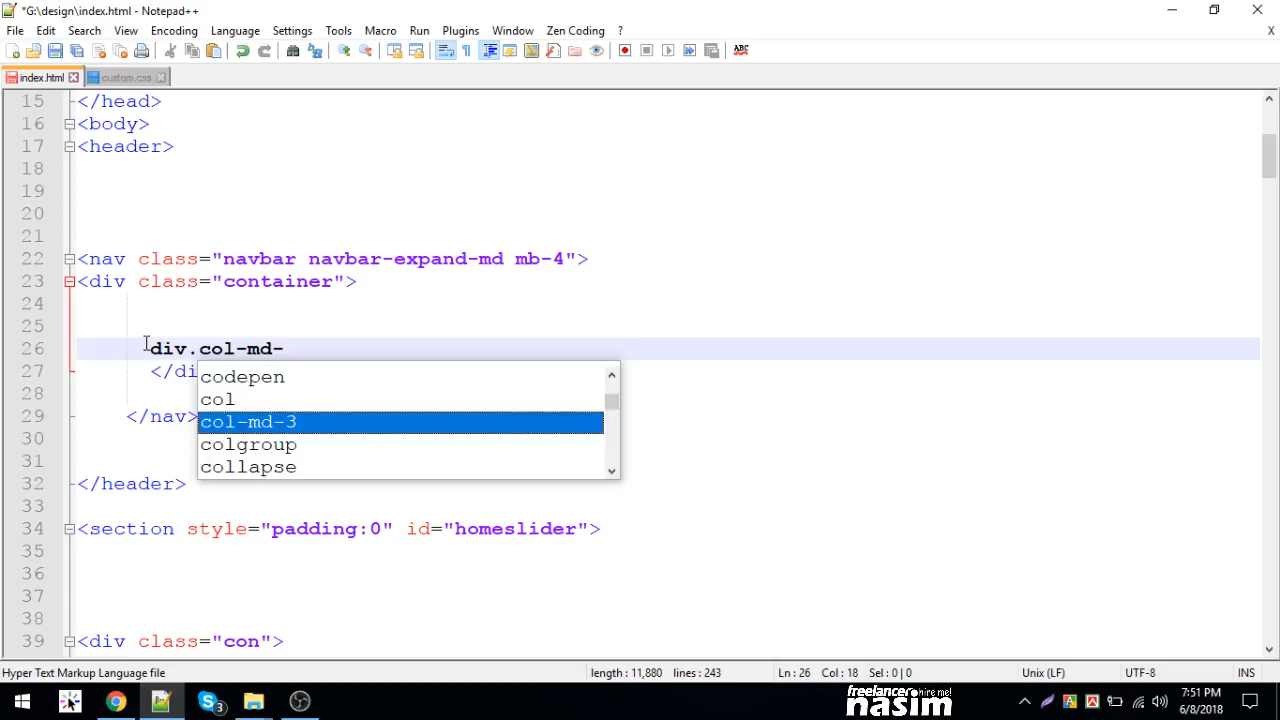 *G:\design\index.html - Notepad++
File Edit Search View Encoding Language Settings Tools Macro Run Plugins Window Zen Coding ? X
index.html custom.css
15 </head>
16 <body>
17 <header>
18
19
20
21
22 <nav class="navbar navbar-expand-md mb-4">
23 <div class="container">
24
25
26 div.col-md-
27 </di
codepen
28
col
29 </nav>
col-md-3
30
colgroup
31
collapse
32 </header>
33
34 <section style="padding:0" id="homeslider">
35
36
37
38
39 <div class="con">
Hyper Text Markup Language file length : 11,880 lines : 243 Ln : 26 Col : 18 Sel : 0 | 0 Unix (LF) UTF-8 INS
freelancer hire me!
nasim
3
7:51 PM
6/8/2018